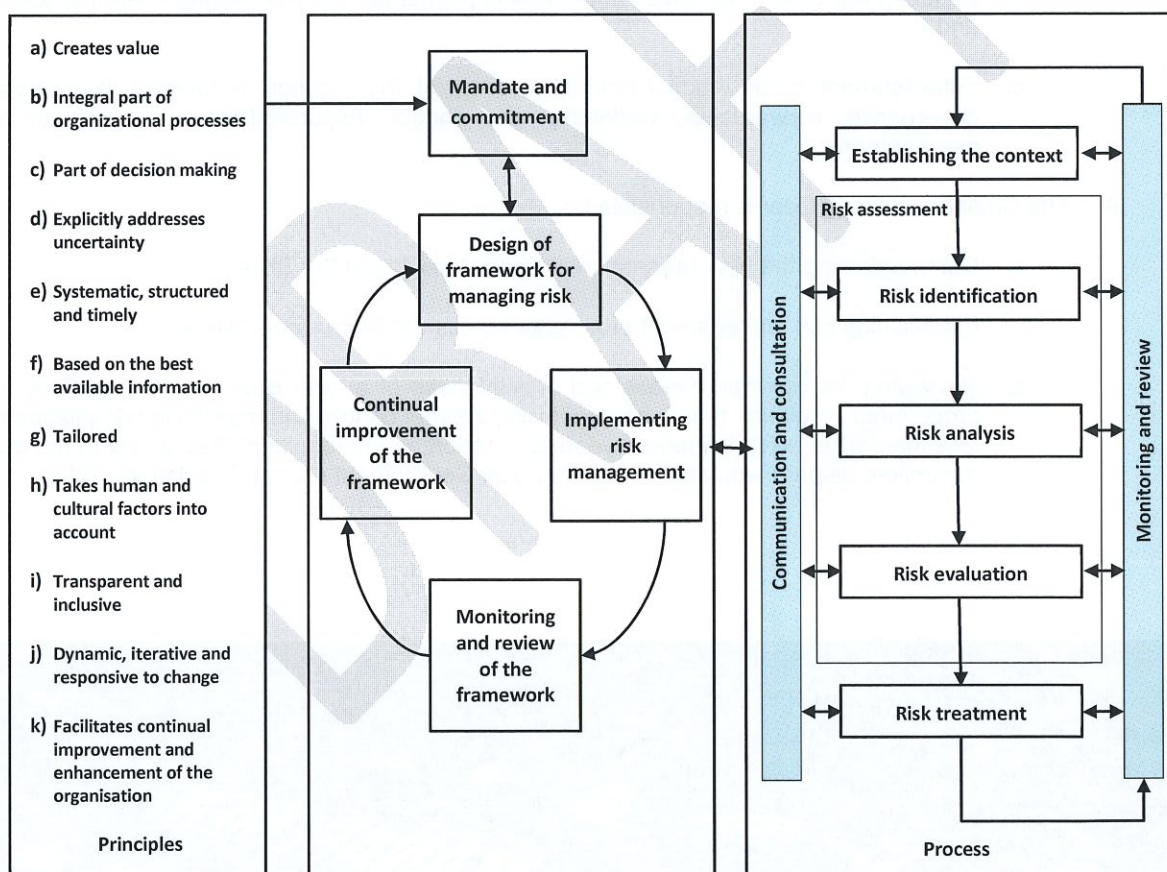 a) Creates value
b) Integral part of
organizational processes
c) Part of decision making
d) Explicitly addresses
uncertainty
e) Systematic, structured
and timely
f) Based on the best
available information
g) Tailored
h) Takes human and
cultural factors into
account
i) Transparent and
inclusive
j) Dynamic, iterative and
responsive to change
k) Facilitates continual
improvement and
enhancement of the
organisation
Principles
Mandate and
commitment
Design of
framework for
managing risk
Continual
improvement
of the
framework
Implementing
risk
management
Monitoring
and review
of the
framework
Communication and consultation
Establishing the context
Risk assessment
Risk identification
Risk analysis
Risk evaluation
Risk treatment
Monitoring and review
Process
DRAFT